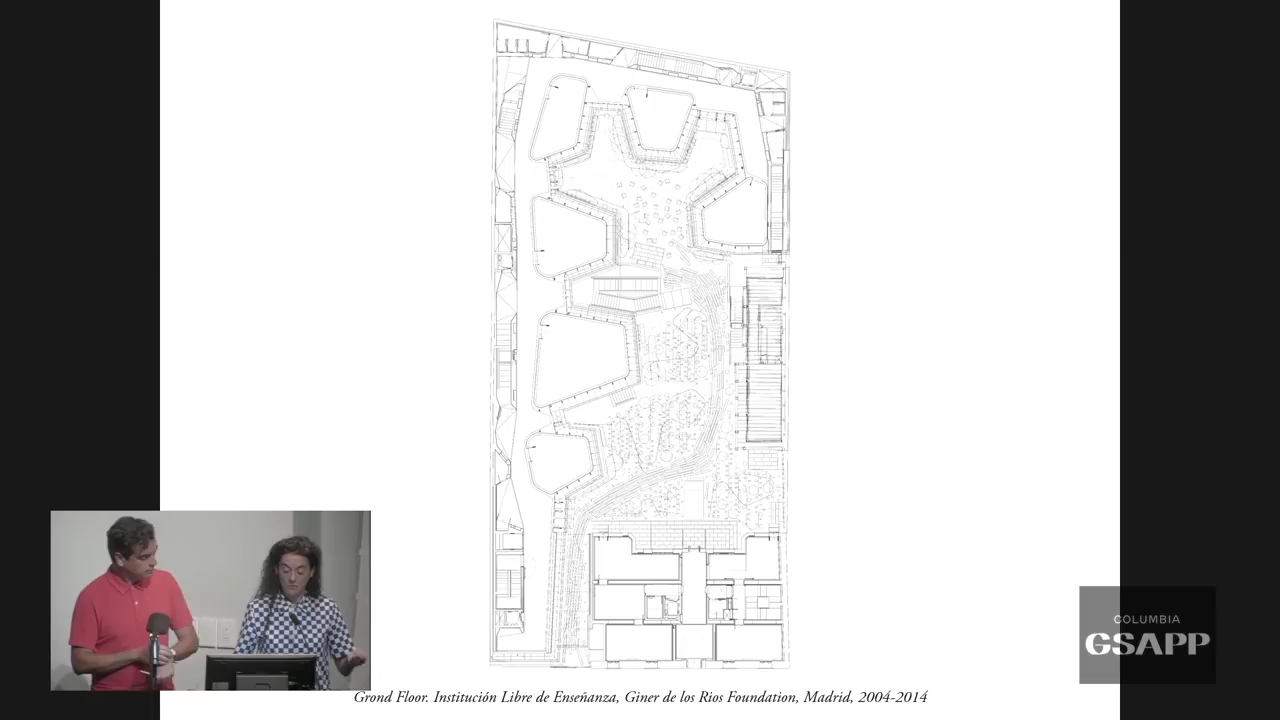 COLUMBIA
GSAPP
Grond Floor. Institución Libre de Enseñanza, Giner de los Rios Foundation, Madrid, 2004-2014